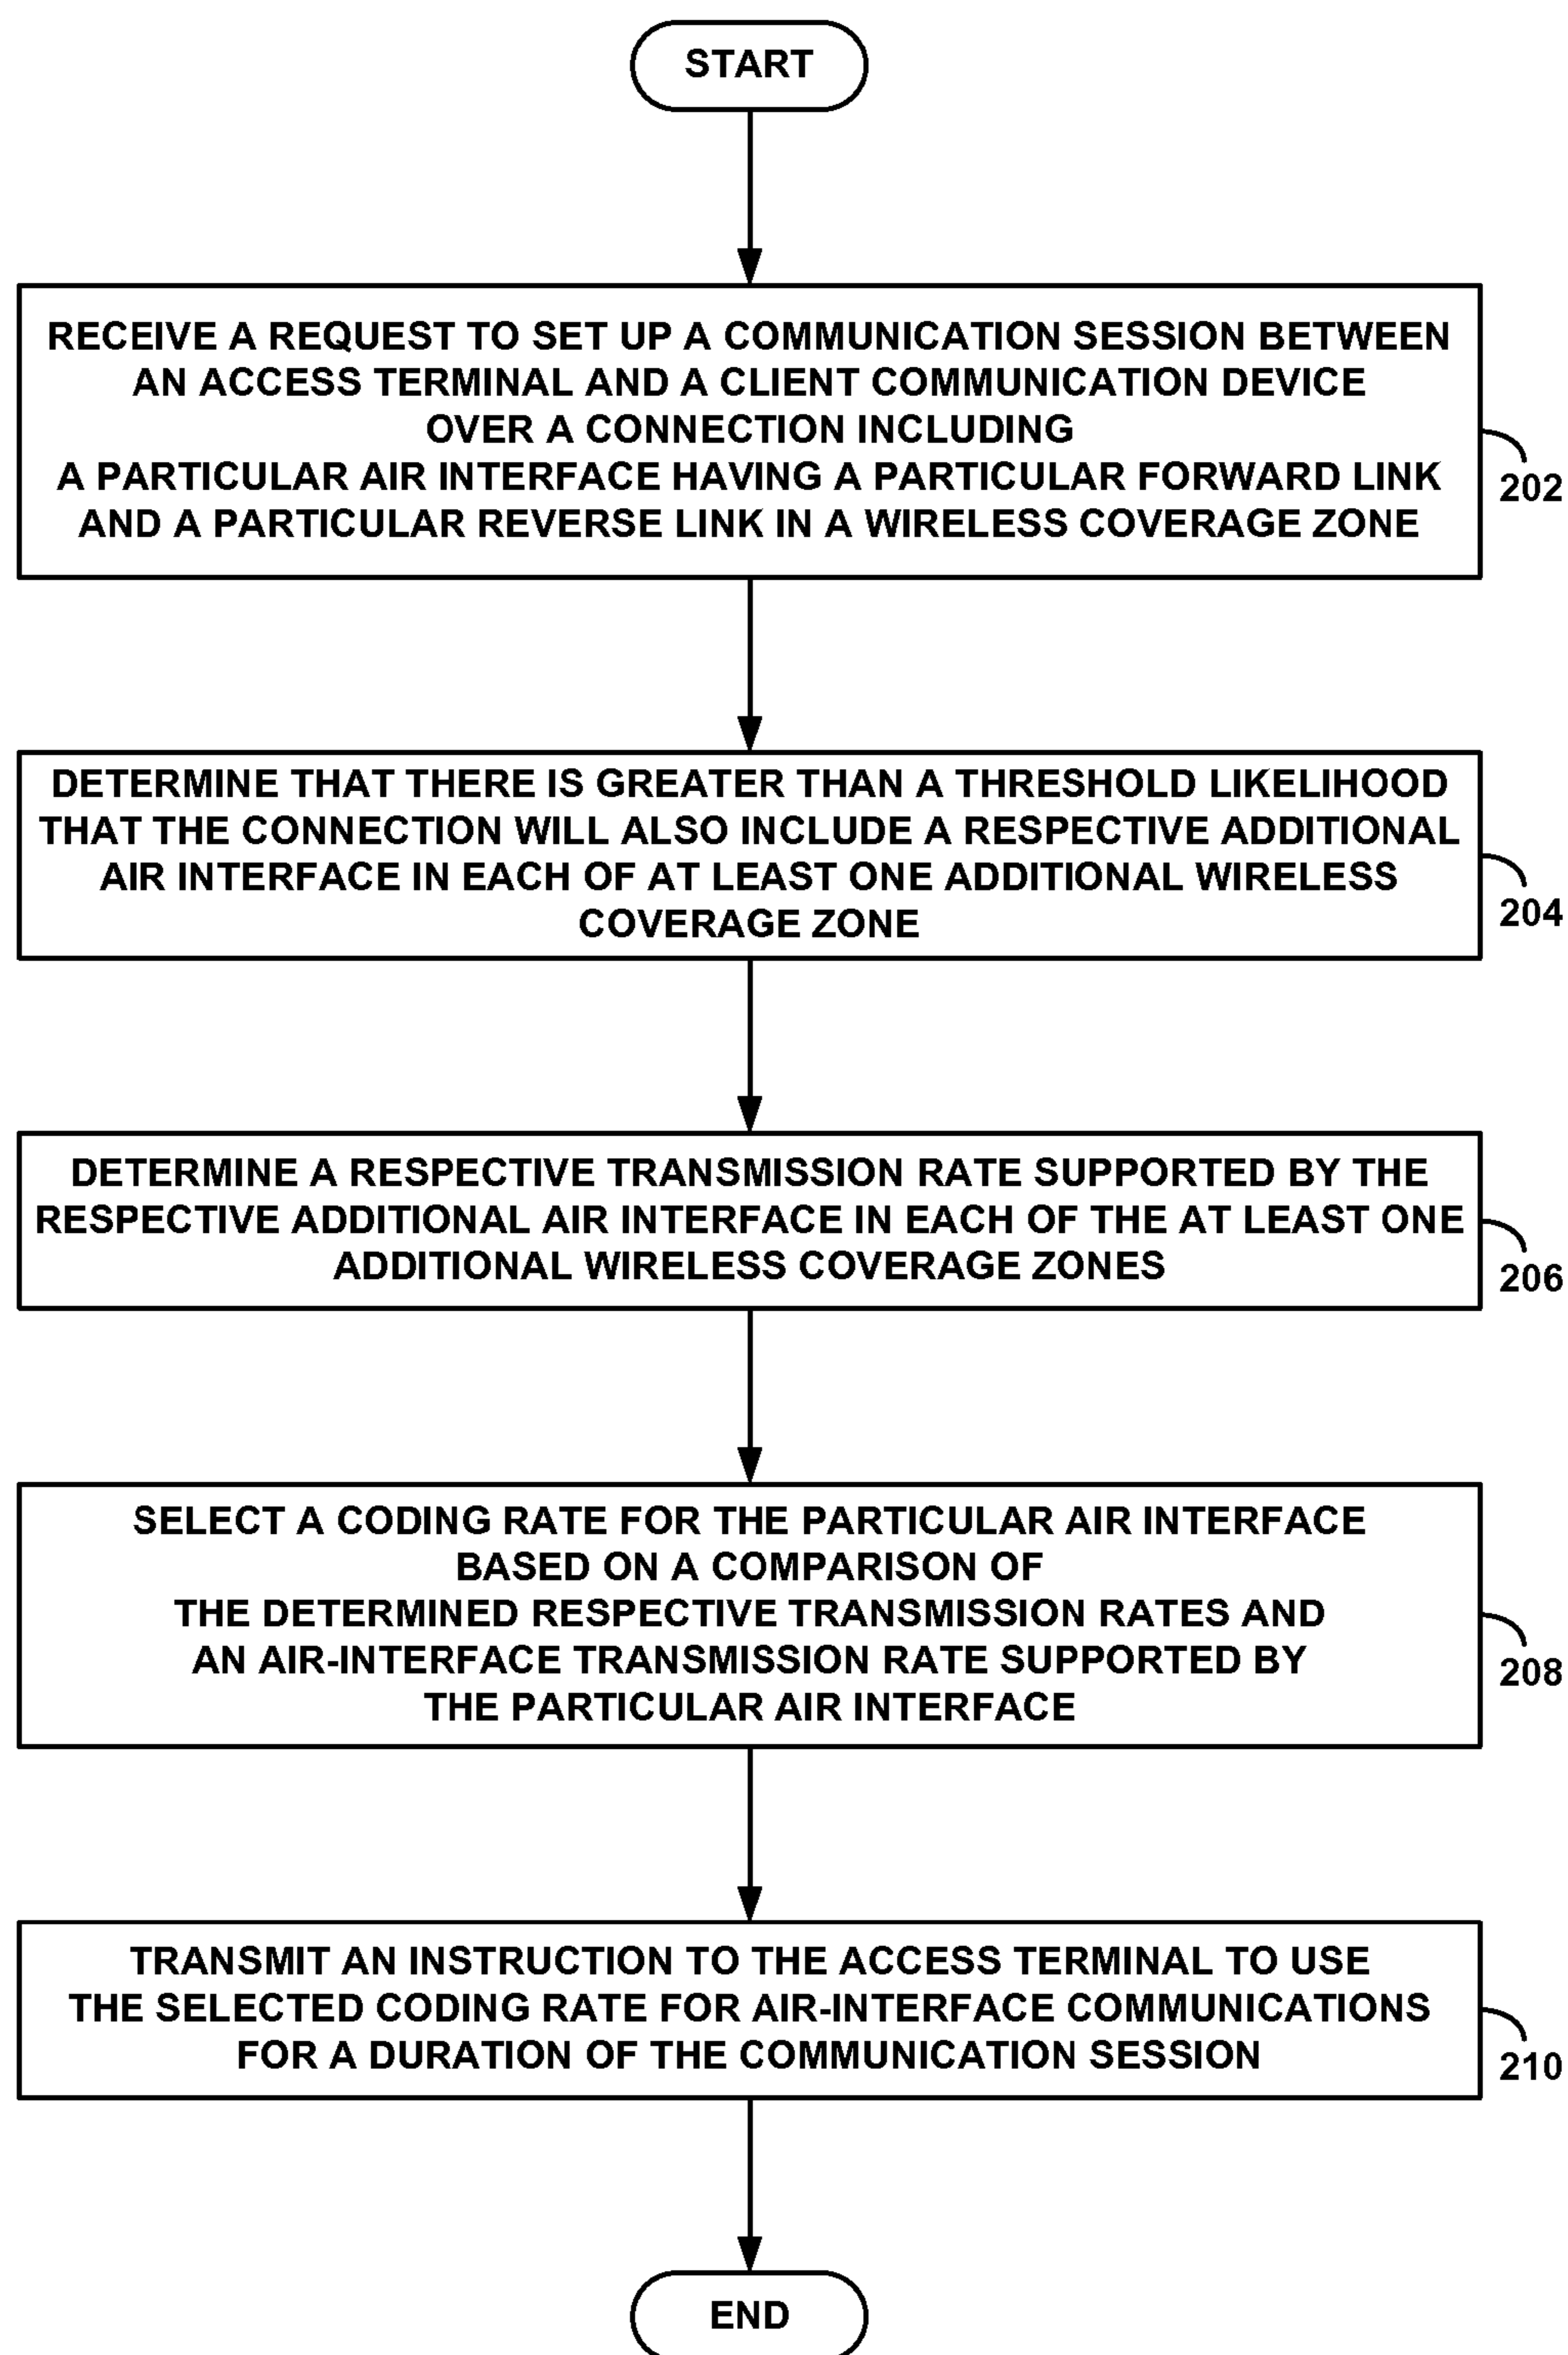 START
RECEIVE A REQUEST TO SET UP A COMMUNICATION SESSION BETWEEN
AN ACCESS TERMINAL AND A CLIENT COMMUNICATION DEVICE
OVER A CONNECTION INCLUDING
A PARTICULAR AIR INTERFACE HAVING A PARTICULAR FORWARD LINK
AND A PARTICULAR REVERSE LINK IN A WIRELESS COVERAGE ZONE
202
DETERMINE THAT THERE IS GREATER THAN A THRESHOLD LIKELIHOOD
THAT THE CONNECTION WILL ALSO INCLUDE A RESPECTIVE ADDITIONAL
AIR INTERFACE IN EACH OF AT LEAST ONE ADDITIONAL WIRELESS
COVERAGE ZONE
204
DETERMINE A RESPECTIVE TRANSMISSION RATE SUPPORTED BY THE
RESPECTIVE ADDITIONAL AIR INTERFACE IN EACH OF THE AT LEAST ONE
ADDITIONAL WIRELESS COVERAGE ZONES
206
SELECT A CODING RATE FOR THE PARTICULAR AIR INTERFACE
BASED ON A COMPARISON OF
THE DETERMINED RESPECTIVE TRANSMISSION RATES AND
AN AIR-INTERFACE TRANSMISSION RATE SUPPORTED BY
THE PARTICULAR AIR INTERFACE
208
TRANSMIT AN INSTRUCTION TO THE ACCESS TERMINAL TO USE
THE SELECTED CODING RATE FOR AIR-INTERFACE COMMUNICATIONS
FOR A DURATION OF THE COMMUNICATION SESSION
210
END